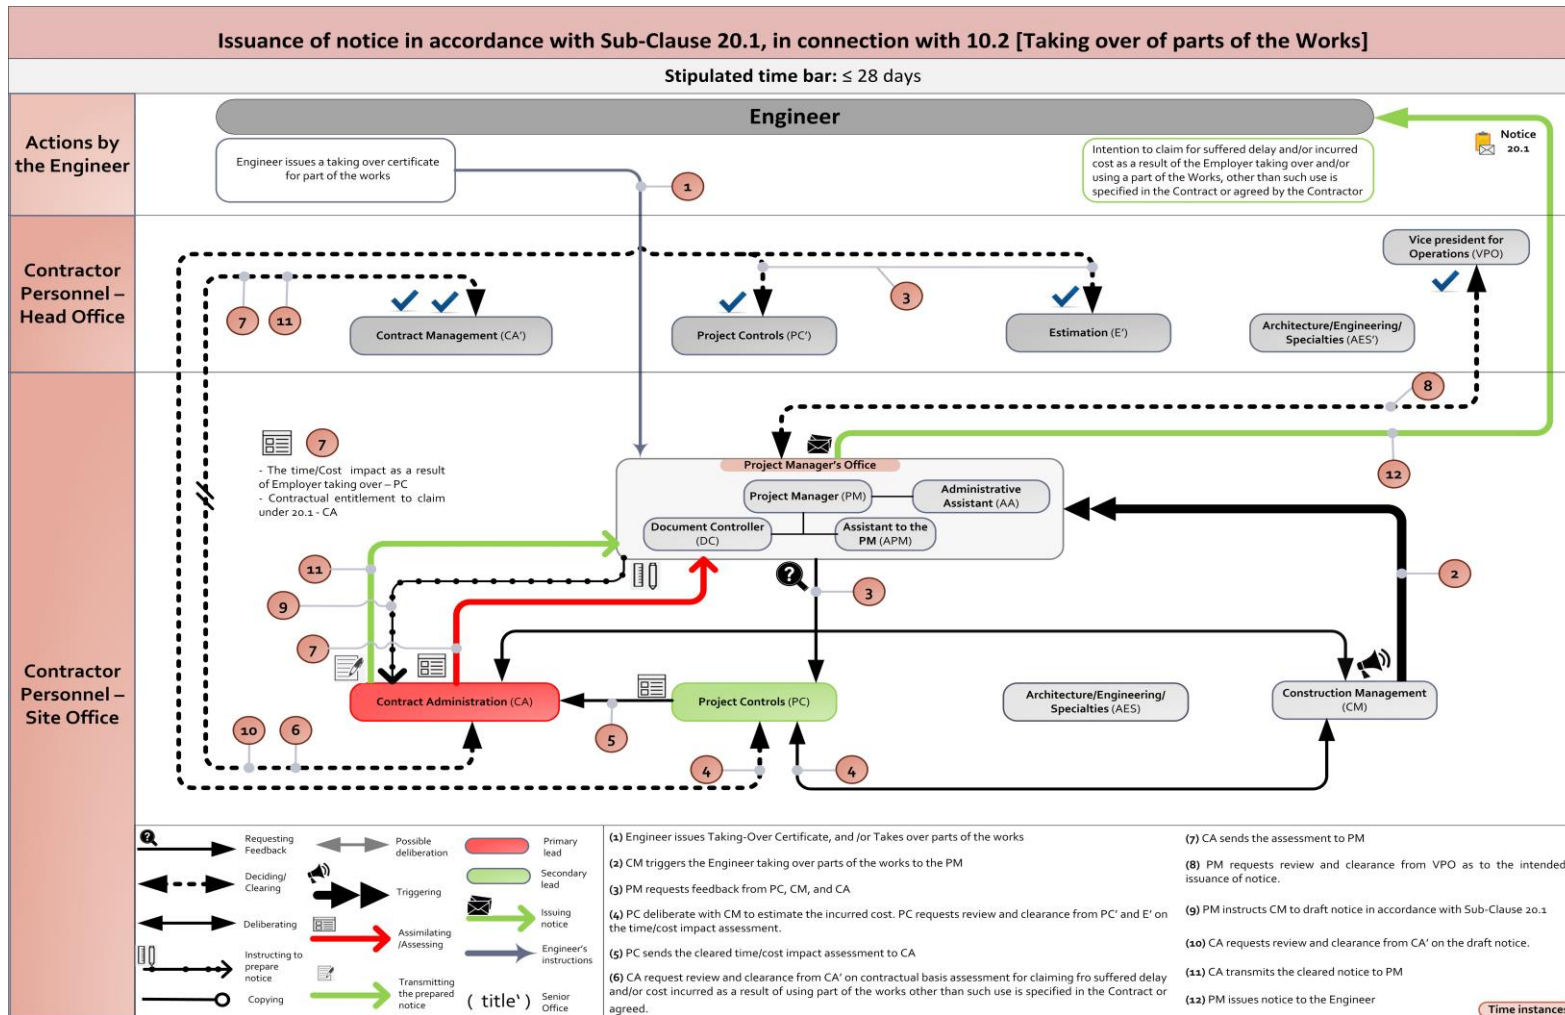 Issuance of notice in accordance with Sub-Clause 20.1, in connection with 10.2 [Taking over of parts of the Works]
Stipulated time bar: ≤ 28 days
Actions by
the Engineer
Engineer
Engineer issues a taking over certificate
for part of the works
1
Intention to claim for suffered delay and/or incurred
cost as a result of the Employer taking over and/or
using a part of the Works, other than such use is
specified in the Contract or agreed by the Contractor
Notice
20.1
Contractor
Personnel –
Head Office
7
11
Contract Management (CA')
Project Controls (PC')
3
Estimation (E')
Architecture/Engineering/
Specialties (AES')
Vice president for
Operations (VPO)
8
Contractor
Personnel –
Site Office
7
- The time/Cost impact as a result
of Employer taking over – PC
- Contractual entitlement to claim
under 20.1 - CA
Project Manager's Office
Project Manager (PM)
Administrative
Assistant (AA)
Document Controller
(DC)
Assistant to the
PM (APM)
12
11
9
7
3
2
Contract Administration (CA)
Project Controls (PC)
Architecture/Engineering/
Specialties (AES)
Construction Management
(CM)
10
6
5
4
4
Requesting
Feedback
Deciding/
Clearing
Deliberating
Instructing to
prepare
notice
Copying
Possible
deliberation
Triggering
Assimilating
/Assessing
Transmitting
the prepared
notice
Primary
lead
Secondary
lead
Issuing
notice
Engineer's
instructions
( title' )
Senior
Office
(1) Engineer issues Taking-Over Certificate, and /or Takes over parts of the works
(2) CM triggers the Engineer taking over parts of the works to the PM
(3) PM requests feedback from PC, CM, and CA
(4) PC deliberate with CM to estimate the incurred cost. PC requests review and clearance from PC' and E' on
the time/cost impact assessment.
(5) PC sends the cleared time/cost impact assessment to CA
(6) CA request review and clearance from CA' on contractual basis assessment for claiming fro suffered delay
and/or cost incurred as a result of using part of the works other than such use is specified in the Contract or
agreed.
(7) CA sends the assessment to PM
(8) PM requests review and clearance from VPO as to the intended
issuance of notice.
(9) PM instructs CM to draft notice in accordance with Sub-Clause 20.1
(10) CA requests review and clearance from CA' on the draft notice.
(11) CA transmits the cleared notice to PM
(12) PM issues notice to the Engineer
Time instances